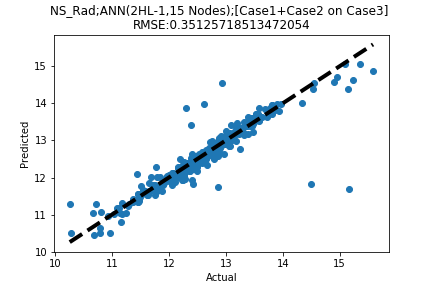 NS_Rad;ANN(2HL-1,15 Nodes);[Case1+Case2 on Case3]
RMSE:0.35125718513472054
15
14
13
12
11
10
Predicted
10 11 12 13 14 15
Actual